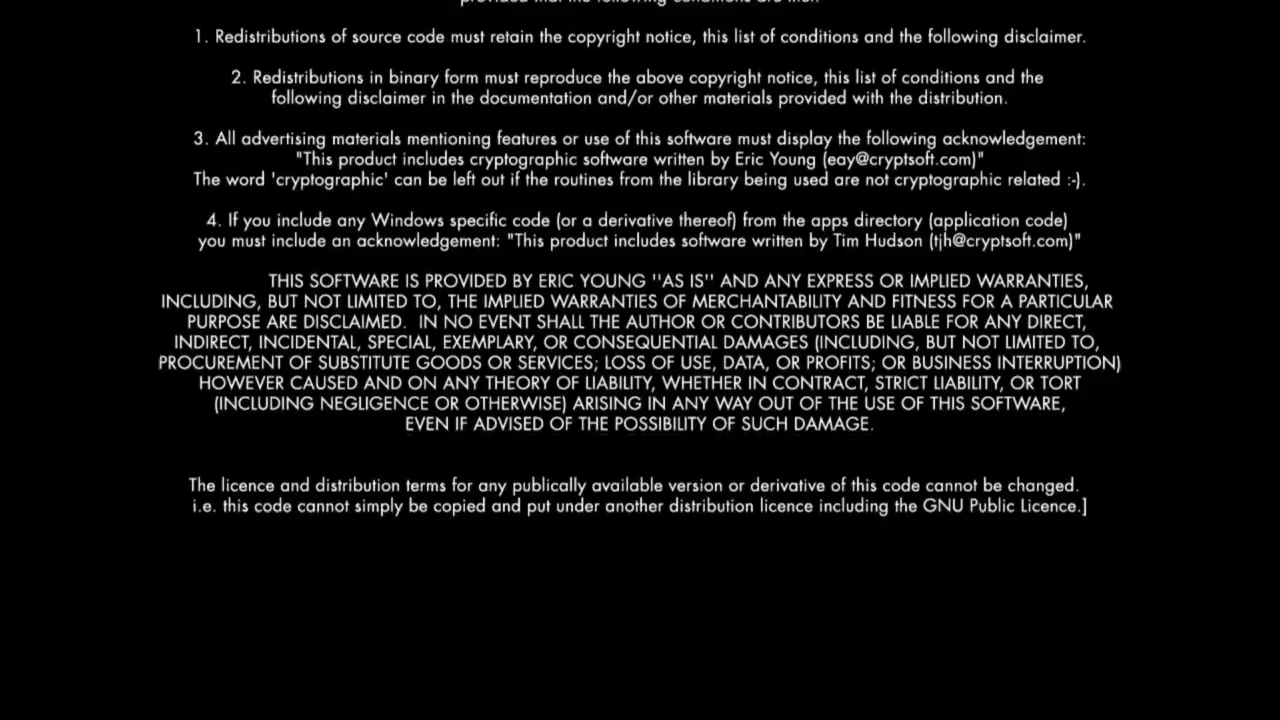 provided that the following conditions are met:
1. Redistributions of source code must retain the copyright notice, this list of conditions and the following disclaimer.
2. Redistributions in binary form must reproduce the above copyright notice, this list of conditions and the
following disclaimer in the documentation and/or other materials provided with the distribution.
3. All advertising materials mentioning features or use of this software must display the following acknowledgement:
"This product includes cryptographic software written by Eric Young (eay@cryptsoft.com)"
The word 'cryptographic' can be left out if the routines from the library being used are not cryptographic related :-).
4. If you include any Windows specific code (or a derivative thereof) from the apps directory (application code)
you must include an acknowledgement: "This product includes software written by Tim Hudson (tjh@cryptsoft.com)"
THIS SOFTWARE IS PROVIDED BY ERIC YOUNG ''AS IS'' AND ANY EXPRESS OR IMPLIED WARRANTIES,
INCLUDING, BUT NOT LIMITED TO, THE IMPLIED WARRANTIES OF MERCHANTABILITY AND FITNESS FOR A PARTICULAR
PURPOSE ARE DISCLAIMED.  IN NO EVENT SHALL THE AUTHOR OR CONTRIBUTORS BE LIABLE FOR ANY DIRECT,
INDIRECT, INCIDENTAL, SPECIAL, EXEMPLARY, OR CONSEQUENTIAL DAMAGES (INCLUDING, BUT NOT LIMITED TO,
PROCUREMENT OF SUBSTITUTE GOODS OR SERVICES; LOSS OF USE, DATA, OR PROFITS; OR BUSINESS INTERRUPTION)
HOWEVER CAUSED AND ON ANY THEORY OF LIABILITY, WHETHER IN CONTRACT, STRICT LIABILITY, OR TORT
(INCLUDING NEGLIGENCE OR OTHERWISE) ARISING IN ANY WAY OUT OF THE USE OF THIS SOFTWARE,
EVEN IF ADVISED OF THE POSSIBILITY OF SUCH DAMAGE.
The licence and distribution terms for any publically available version or derivative of this code cannot be changed.
i.e. this code cannot simply be copied and put under another distribution licence including the GNU Public Licence.]